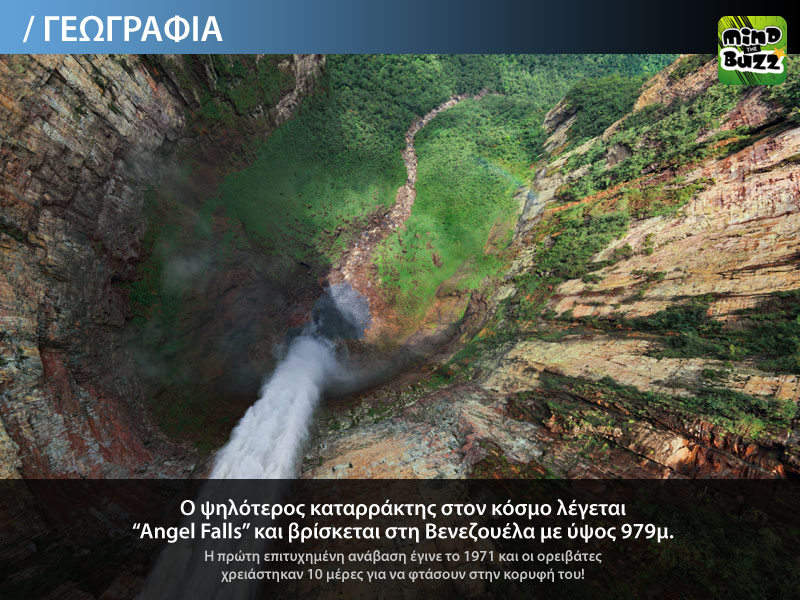 / ΓΕΩΓΡΑΦΙΑ
MIND
THE
BUZZ
Ο ψηλότερος καταρράκτης στον κόσμο λέγεται
“Angel Falls” και βρίσκεται στη Βενεζουέλα με ύψος 979μ.
Η πρώτη επιτυχημένη ανάβαση έγινε το 1971 και οι ορειβάτες
χρειάστηκαν 10 μέρες για να φτάσουν στην κορυφή του!